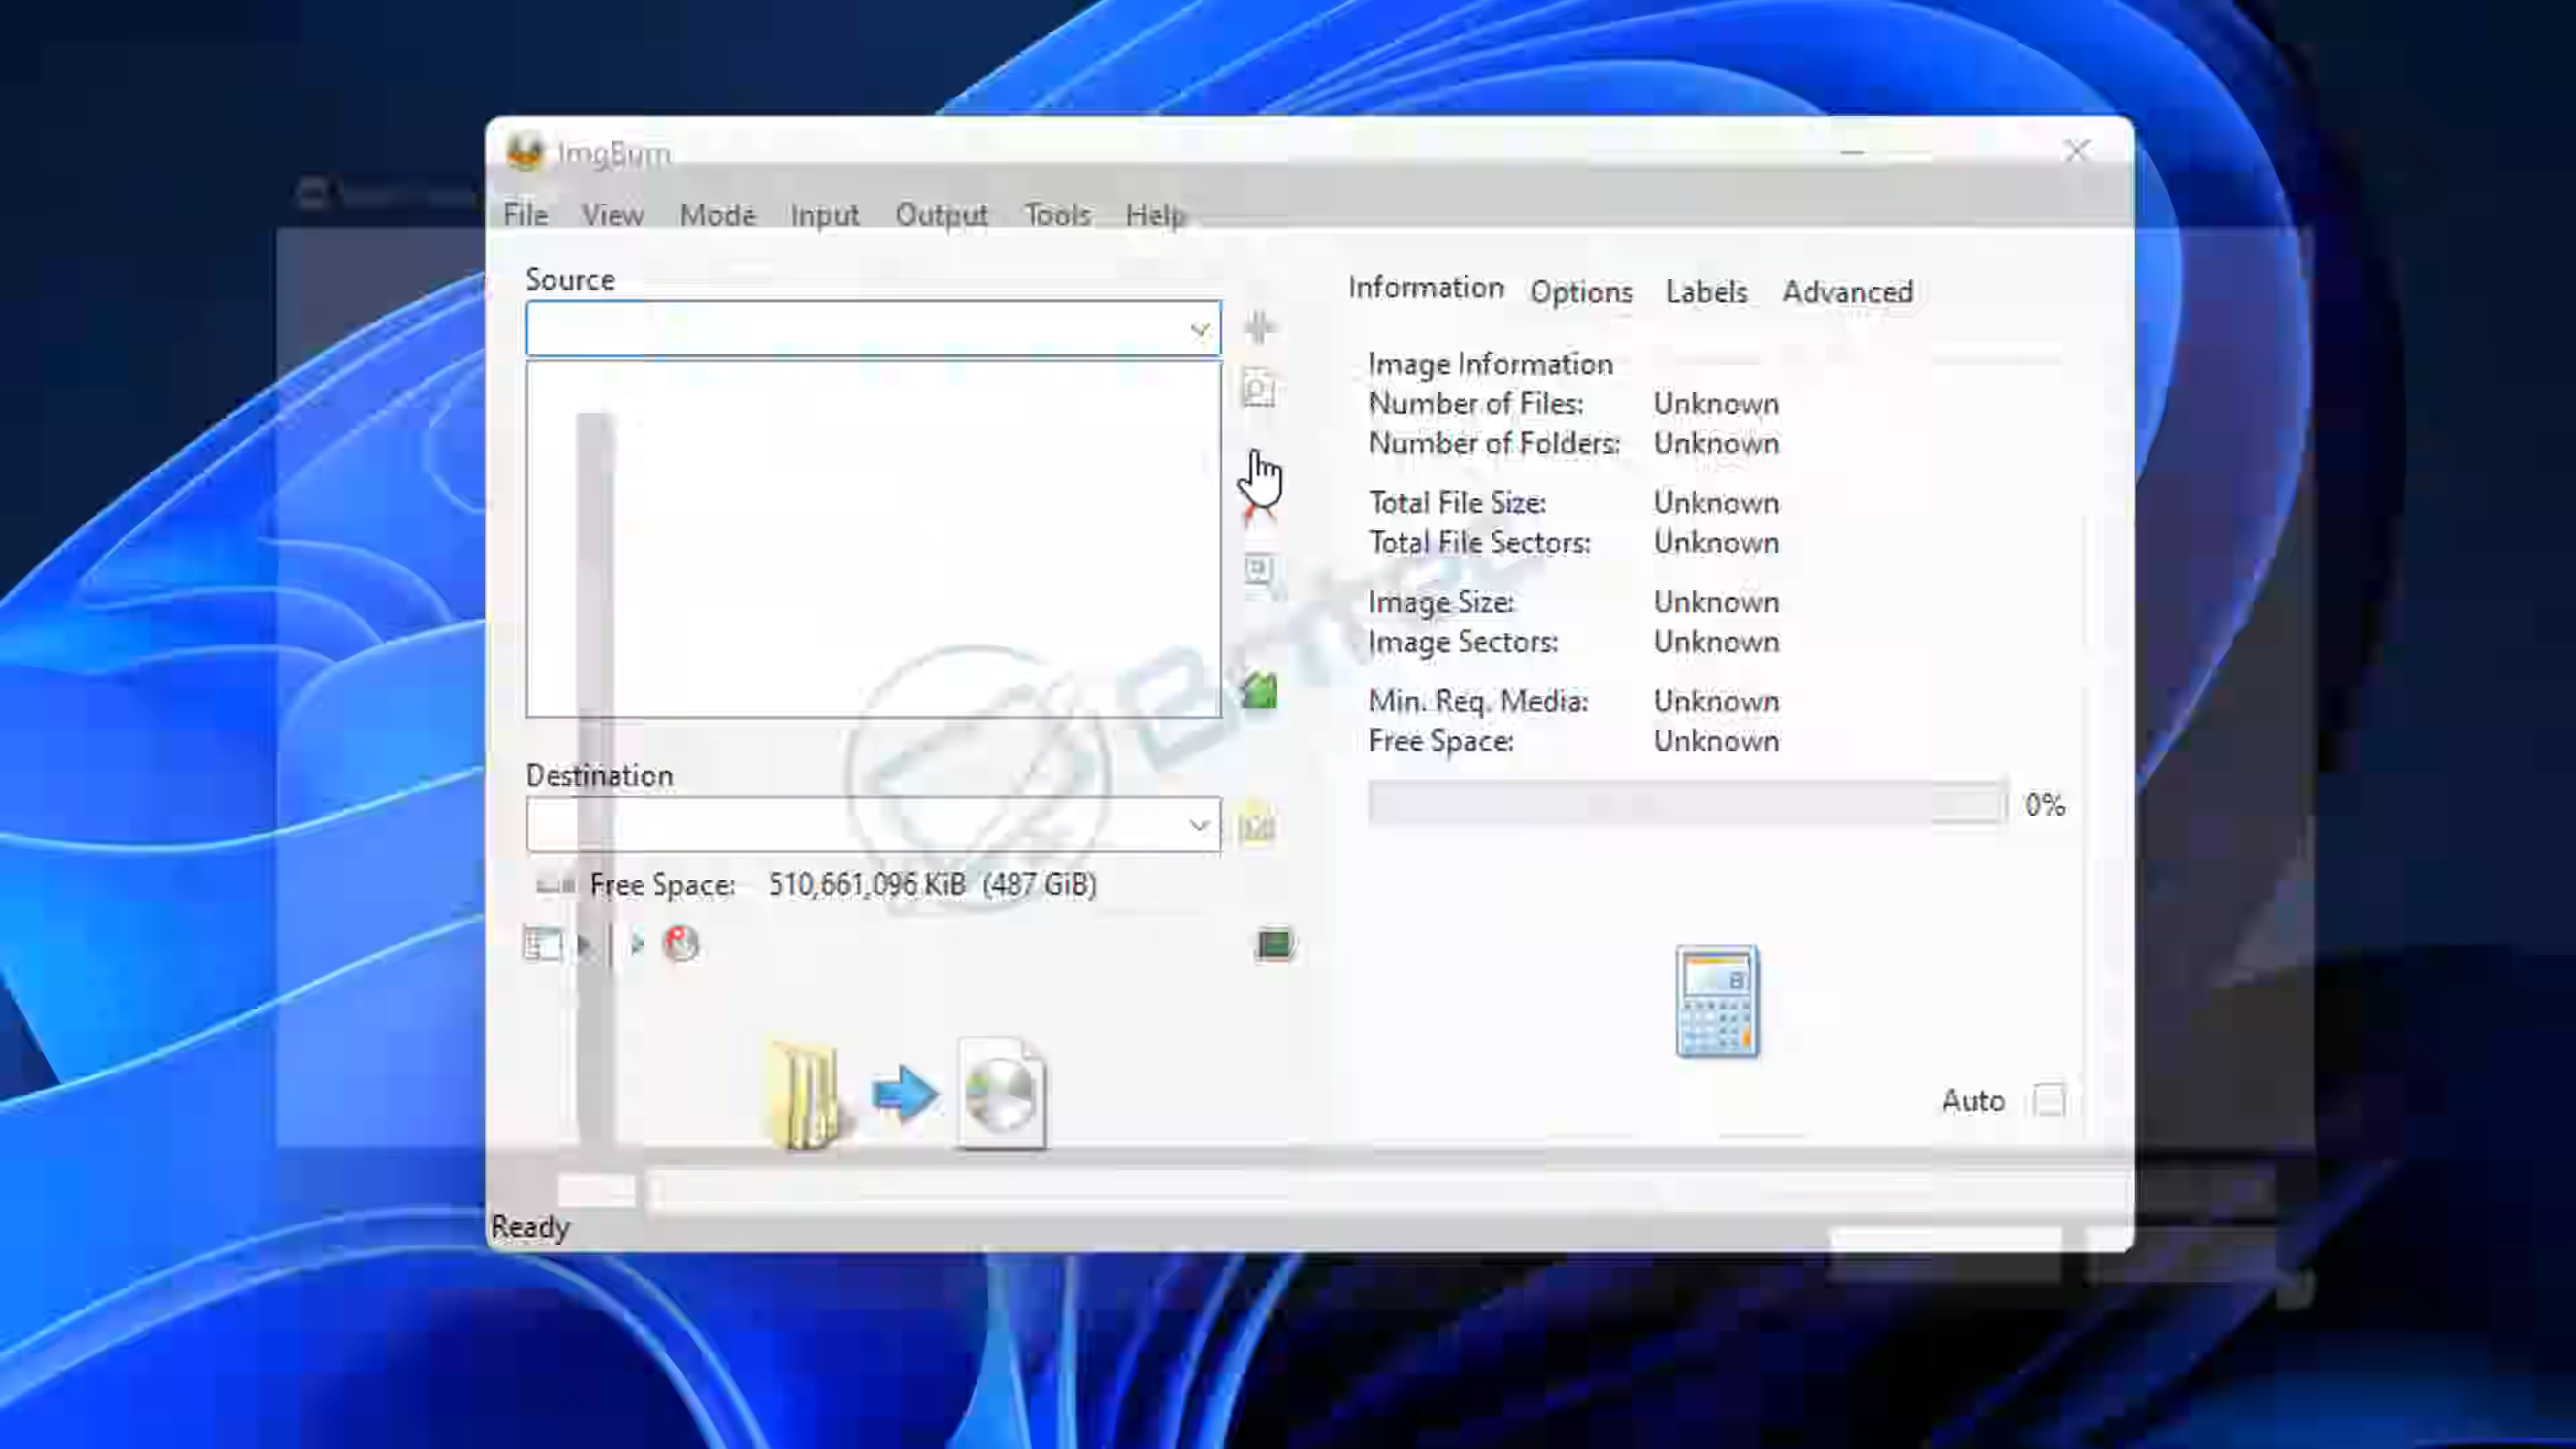 ImgBurn
File View Mode Input Output Tools Help
Source
Information Options Labels Advanced
Image Information
Number of Files: Unknown
Number of Folders: Unknown
Total File Size: Unknown
Total File Sectors: Unknown
Image Size: Unknown
Image Sectors: Unknown
Min. Req. Media: Unknown
Free Space: Unknown
0%
Destination
Free Space: 510,661,096 KiB (487 GiB)
Auto
Ready